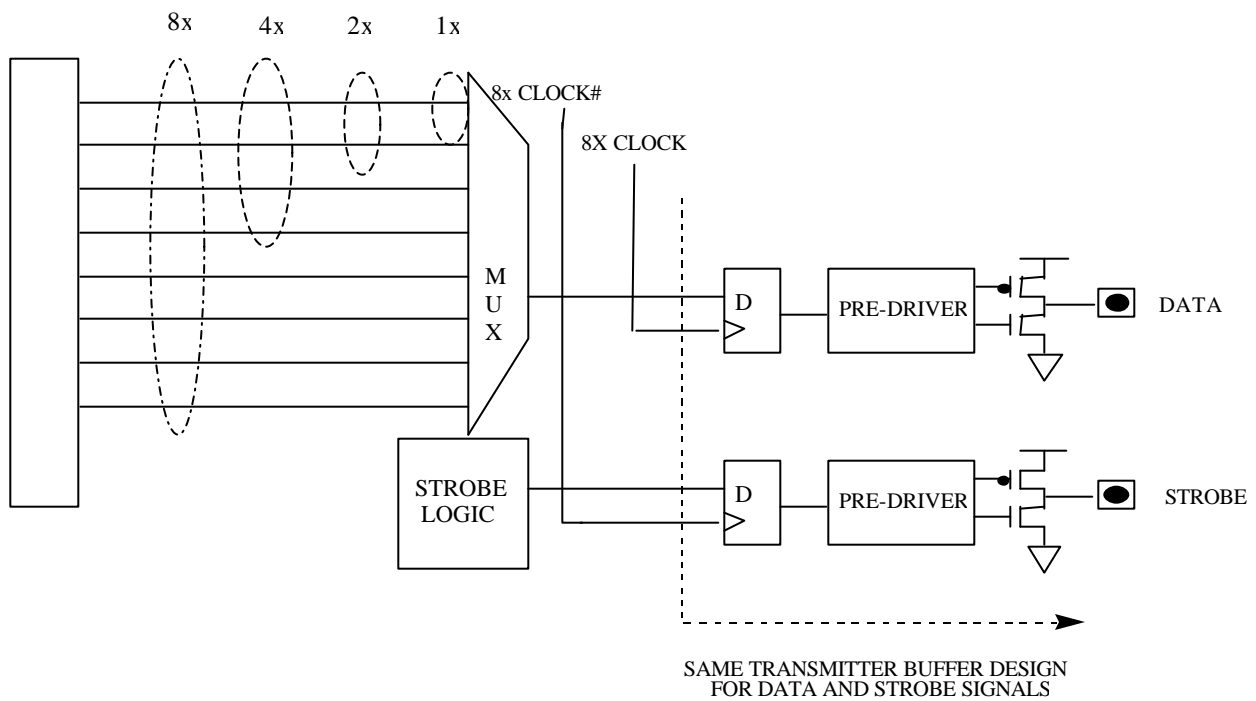 8x
4x
2x
1x
8x CLOCK#
8X CLOCK
M
U
X
D
PRE-DRIVER
DATA
STROBE
LOGIC
D
PRE-DRIVER
STROBE
SAME TRANSMITTER BUFFER DESIGN
FOR DATA AND STROBE SIGNALS